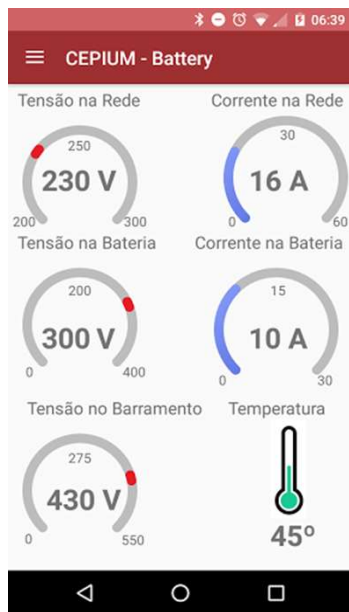 06:39
CEPIUM - Battery
Tensão na Rede
Corrente na Rede
250
230 V
200
300
30
16 A
0
60
Tensão na Bateria
Corrente na Bateria
200
300 V
0
400
15
10 A
0
30
Tensão no Barramento
Temperatura
275
430 V
0
550
45º